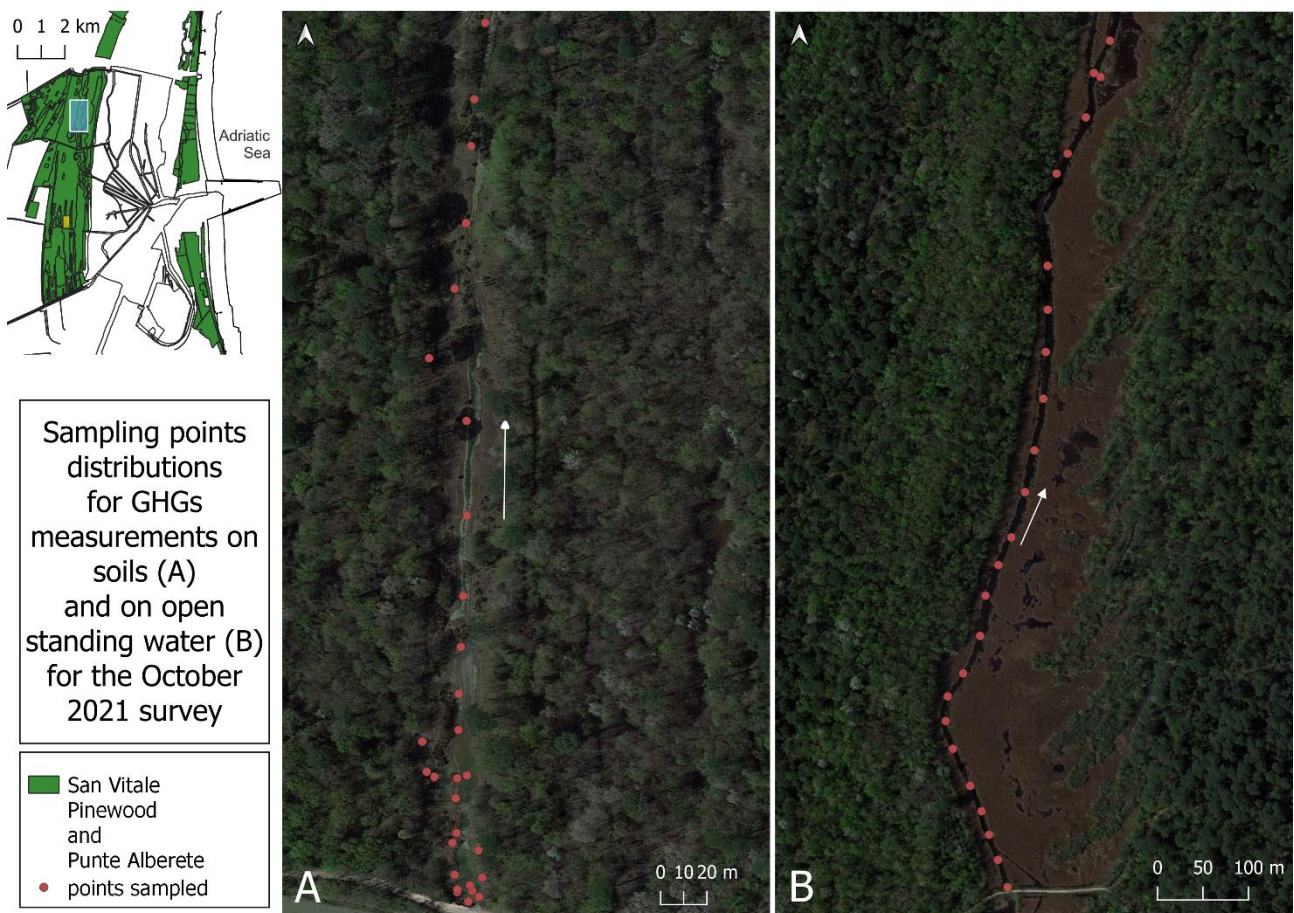 0 1 2 km
Adriatic
Sea
Sampling points
distributions
for GHGs
measurements on
soils (A)
and on open
standing water (B)
for the October
2021 survey
San Vitale
Pinewood
and
Punte Alberete
points sampled
A
0 10 20 m
B
0 50 100 m